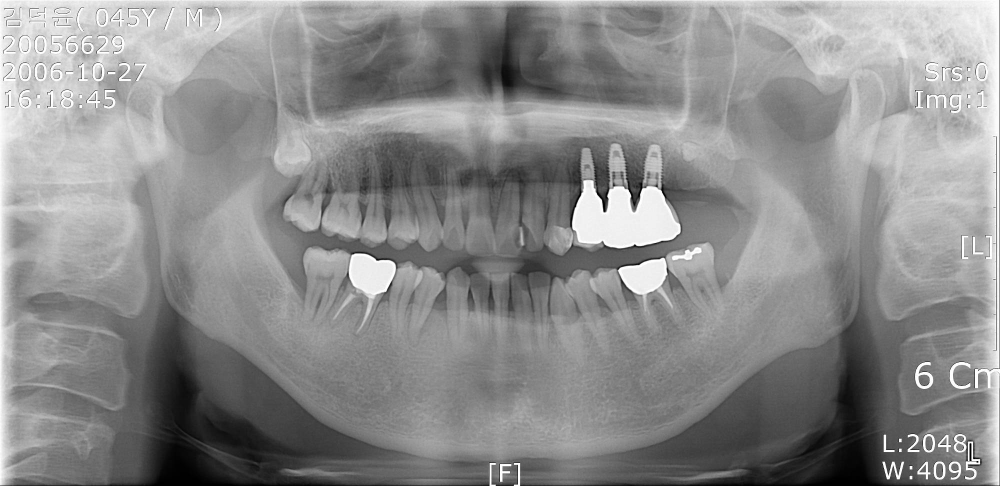 김덕윤( 045Y / M )
20056629
2006-10-27
16:18:45
Srs:0
Img:1
[L]
6 Cm
L:2048
L
W:4095
[F]